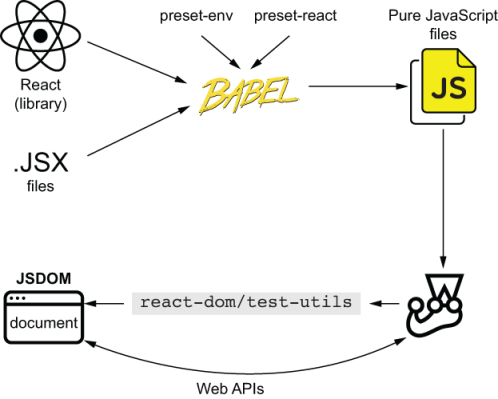 preset-env
preset-react
Pure JavaScript
files
React
(library)
BABEL
JS
.JSX
files
JSDOM
document
react-dom/test-utils
Web APIs